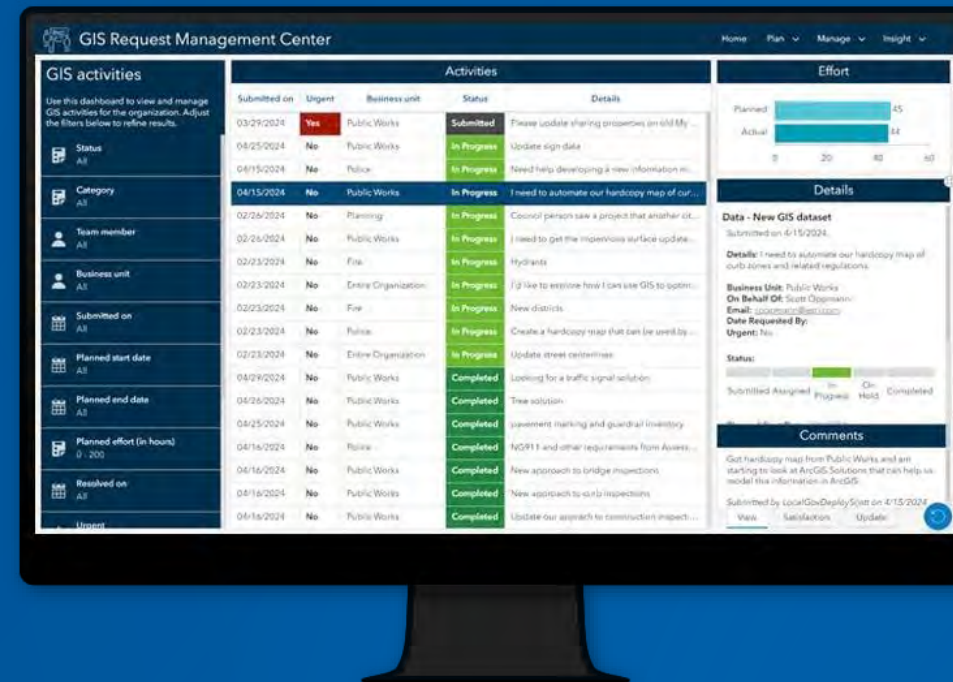 GIS Request Management Center
Home Plan Manage Insight
GIS activities
Use this dashboard to view and manage
GIS activities for the organization. Adjust
the filters below to refine results.
Status
All
Category
All
Team member
All
Business unit
All
Submitted on
All
Planned start date
All
Planned end date
All
Planned effort (in hours)
0 - 200
Resolved on
All
Urgent
Activities
Submitted on Urgent Business unit Status Details
03/29/2024 Yes Public Works Submitted Please update sharing properties on old My ...
04/25/2024 No Public Works In Progress Update sign data
04/15/2024 No Police In Progress Need help developing a new information m...
04/15/2024 No Public Works In Progress I need to automate our hardcopy map of cur...
02/26/2024 No Planning In Progress Council person saw a project that another cit...
02/26/2024 No Public Works In Progress I need to get the impervious surface update...
02/23/2024 No Fire In Progress Hydrants
02/23/2024 No Entire Organization In Progress I'd like to explore how I can use GIS to optim...
02/23/2024 No Fire In Progress New districts
02/23/2024 No Police In Progress Create a hardcopy map that can be used by ...
02/23/2024 No Entire Organization In Progress Update street centerlines
04/29/2024 No Public Works Completed Looking for a traffic signal solution
04/26/2024 No Public Works Completed Tree solution
04/25/2024 No Public Works Completed pavement marking and guardrail inventory
04/16/2024 No Police Completed NG911 and other requirements from Assess...
04/16/2024 No Public Works Completed New approach to bridge inspections
04/16/2024 No Public Works Completed New approach to curb inspections
04/16/2024 No Public Works Completed Update our approach to construction inspect...
Effort
Planned 45
Actual 44
0 20 40 60
Details
Data - New GIS dataset
Submitted on 4/15/2024
Details: I need to automate our hardcopy map of
curb zones and related regulations.
Business Unit: Public Works
On Behalf Of: Scott Oppmann
Email: soppmann@esri.com
Date Requested By:
Urgent: No
Status:
Submitted Assigned In Progress On Hold Completed
Comments
Got hardcopy map from Public Works and am
starting to look at ArcGIS Solutions that can help us
model this information in ArcGIS
Submitted by LocalGovDeployScott on 4/15/2024
View Satisfaction Update